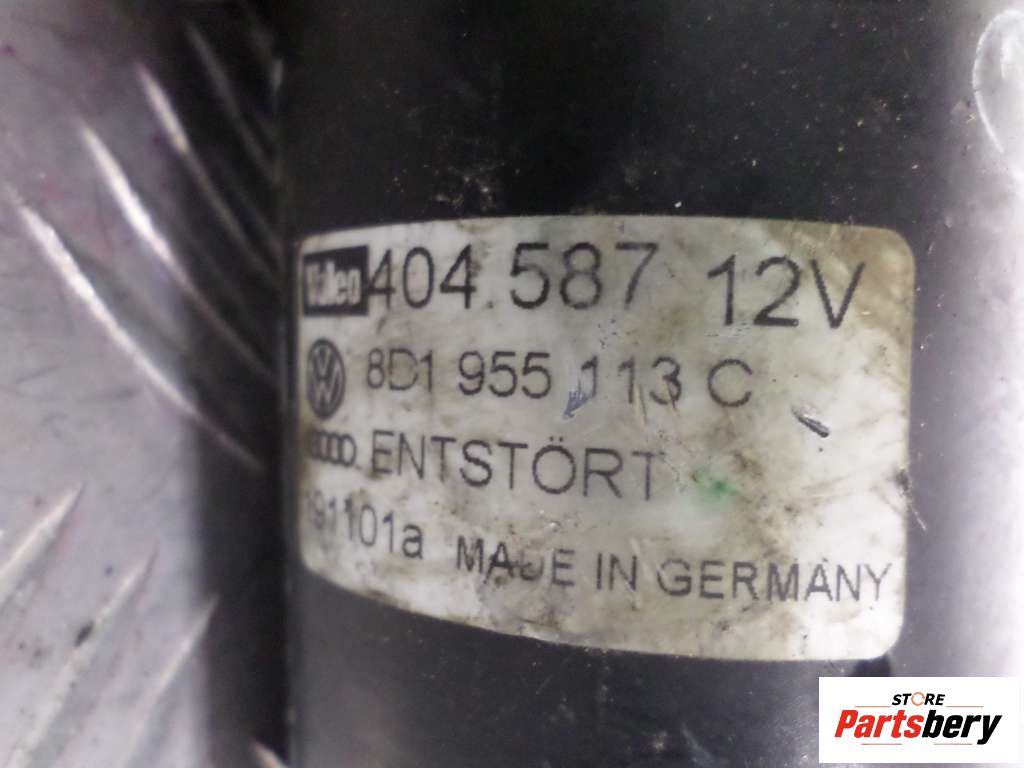 Valeo 404.587 12V
8D1 955 113 C
ENTSTÖRT
191101a MADE IN GERMANY
STORE
Partsbery